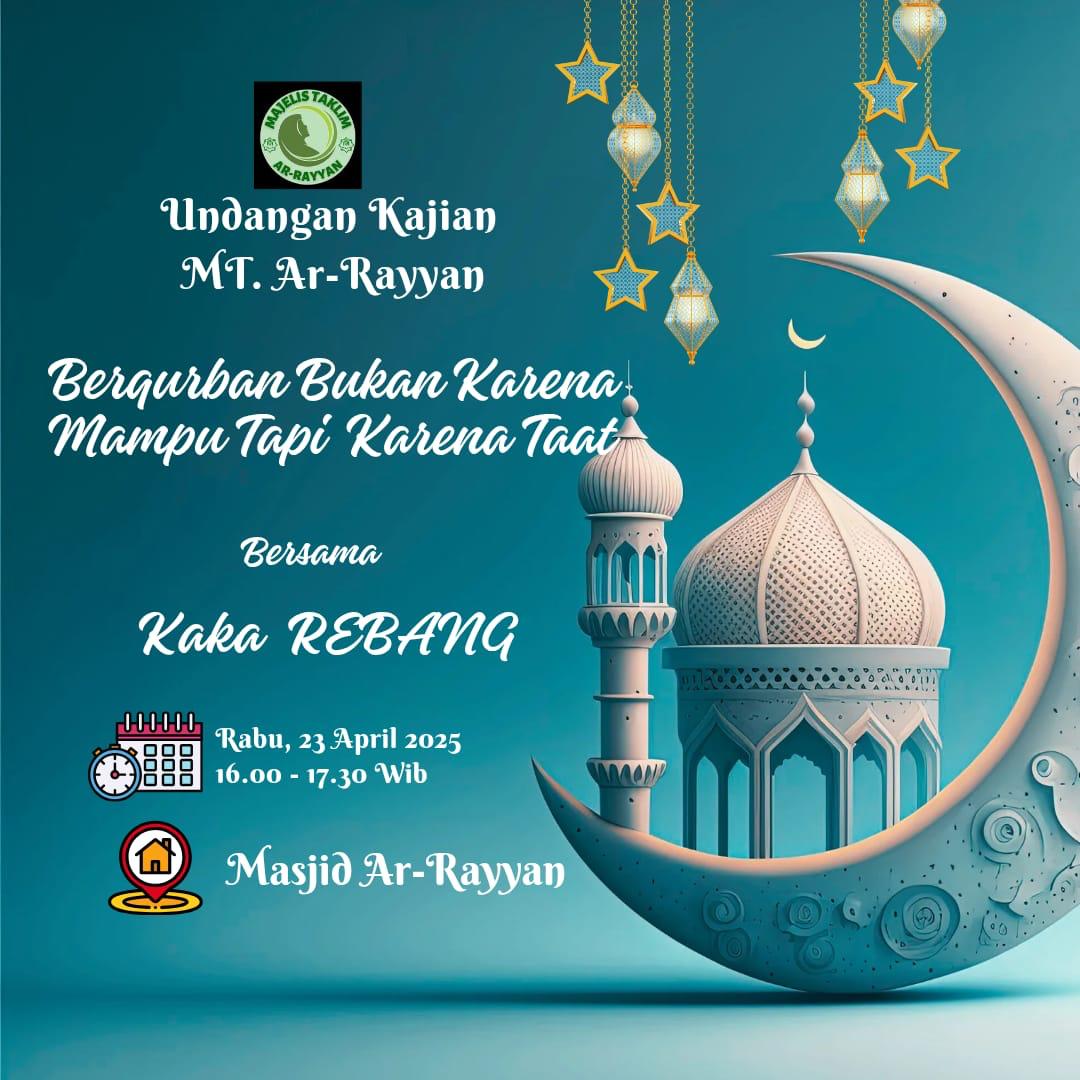 MAJELIS TAKLIM
AR-RAYYAN
Undangan Kajian
MT. Ar-Rayyan
Berqurban Bukan Karena
Mampu Tapi Karena Taat
Bersama
Kaka REBANG
Rabu, 23 April 2025
16.00 - 17.30 Wib
Masjid Ar-Rayyan